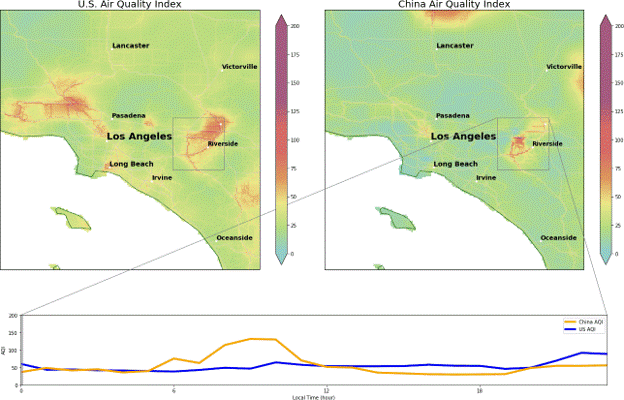 U.S. Air Quality Index
China Air Quality Index
Lancaster
Victorville
Pasadena
Los Angeles
Riverside
Long Beach
Irvine
Oceanside
200
175
150
125
100
75
50
25
0
Lancaster
Victorville
Pasadena
Los Angeles
Riverside
Long Beach
Irvine
Oceanside
200
175
150
125
100
75
50
25
0
AQI
200
150
100
50
0
China AQI
US AQI
0
6
12
18
Local Time (hour)